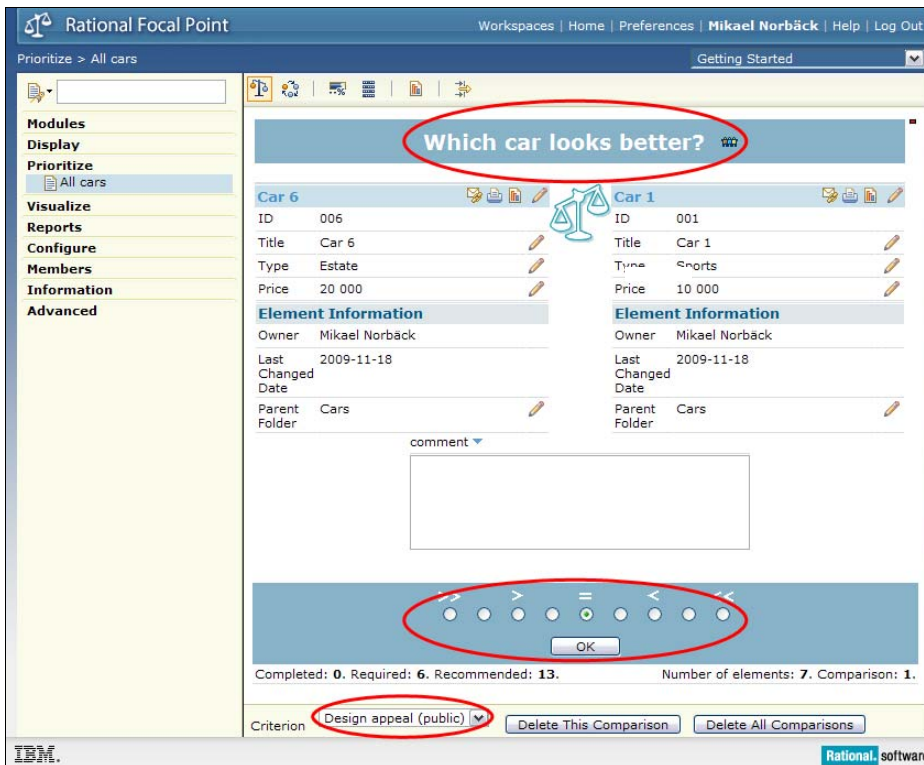 Rational Focal Point
Workspaces | Home | Preferences | Mikael Norbäck | Help | Log Out
Prioritize > All cars
Getting Started
Modules
Display
Prioritize
All cars
Visualize
Reports
Configure
Members
Information
Advanced
Which car looks better?
Car 6
ID 006
Title Car 6
Type Estate
Price 20 000
Element Information
Owner Mikael Norbäck
Last Changed Date 2009-11-18
Parent Folder Cars
Car 1
ID 001
Title Car 1
Type Sports
Price 10 000
Element Information
Owner Mikael Norbäck
Last Changed Date 2009-11-18
Parent Folder Cars
comment
>> > = < <<
OK
Completed: 0. Required: 6. Recommended: 13.
Number of elements: 7. Comparison: 1.
Criterion Design appeal (public) Delete This Comparison Delete All Comparisons
IBM.
Rational. software